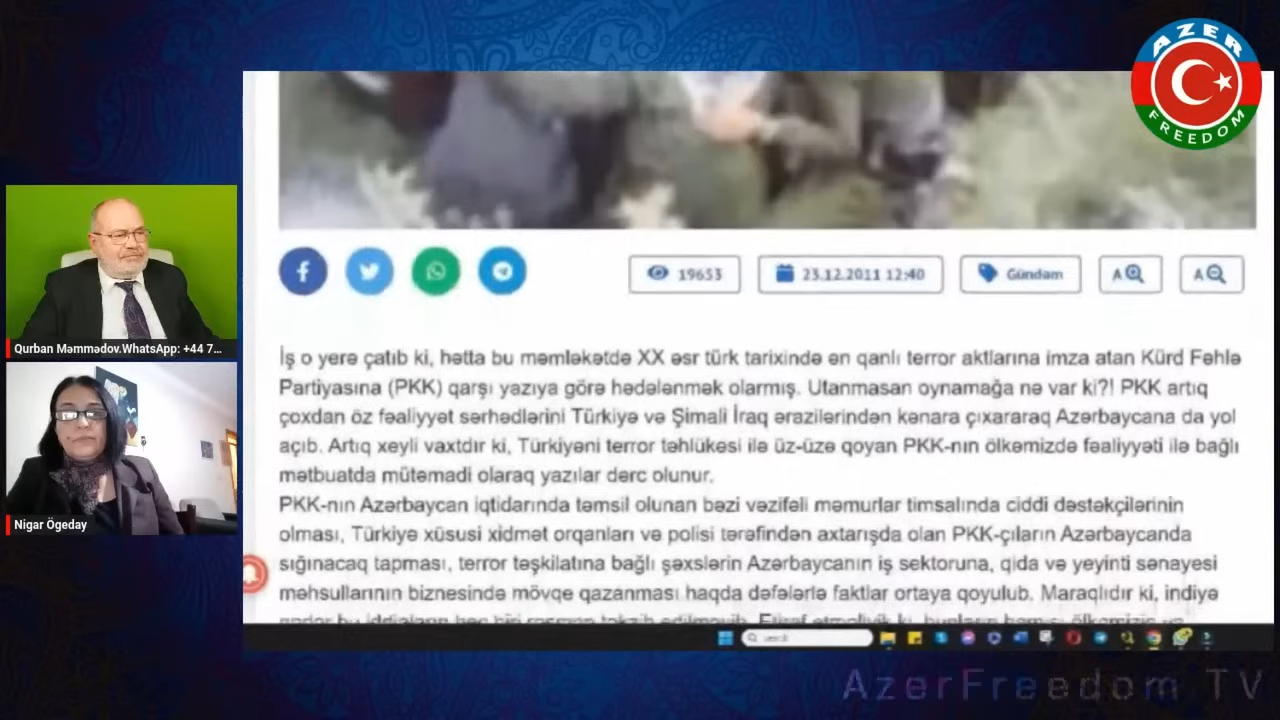 AZER
FREEDOM
19653
23.12.2011 12:40
Gündəm
A
A
İş o yerə çatıb ki, hətta bu məmləkətdə XX əsr türk tarixində ən qanlı terror aktlarına imza atan Kürd Fəhlə
Partiyasına (PKK) qarşı yazıya görə hədələnmək olarmış. Utanmasan oynamağa nə var ki?! PKK artıq
çoxdan öz fəaliyyət sərhədlərini Türkiyə və Şimali İraq ərazilərindən kənara çıxararaq Azərbaycana da yol
açıb. Artıq xeyli vaxtdır ki, Türkiyəni terror təhlükəsi ilə üz-üzə qoyan PKK-nın ölkəmizdə fəaliyyəti ilə bağlı
mətbuatda mütəmadi olaraq yazılar dərc olunur.
PKK-nın Azərbaycan iqtidarında təmsil olunan bəzi vəzifəli məmurlar timsalında ciddi dəstəkçilərinin
olması, Türkiyə xüsusi xidmət orqanları və polisi tərəfindən axtarışda olan PKK-çıların Azərbaycanda
sığınacaq tapması, terror təşkilatına bağlı şəxslərin Azərbaycanın iş sektoruna, qida və yeyinti sənayesi
məhsullarının biznesində mövqe qazanması haqda dəfələrlə faktlar ortaya qoyulub. Maraqlıdır ki, indiyə
Qurban Məmmədov.WhatsApp: +44 7...
Nigar Ögeday
AzerFreedom TV